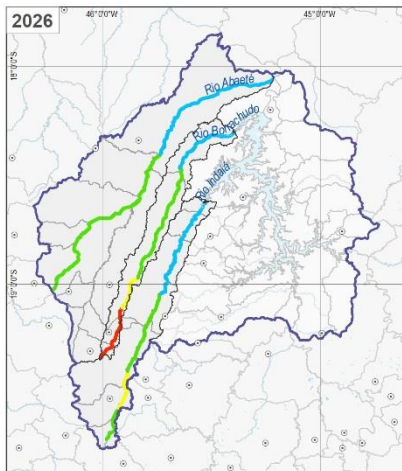 2026
46°0'0"W
45°0'0"W
18°0'0"S
Rio Abaeté
Rio Borrachudo
Rio Indaiá
19°0'0"S